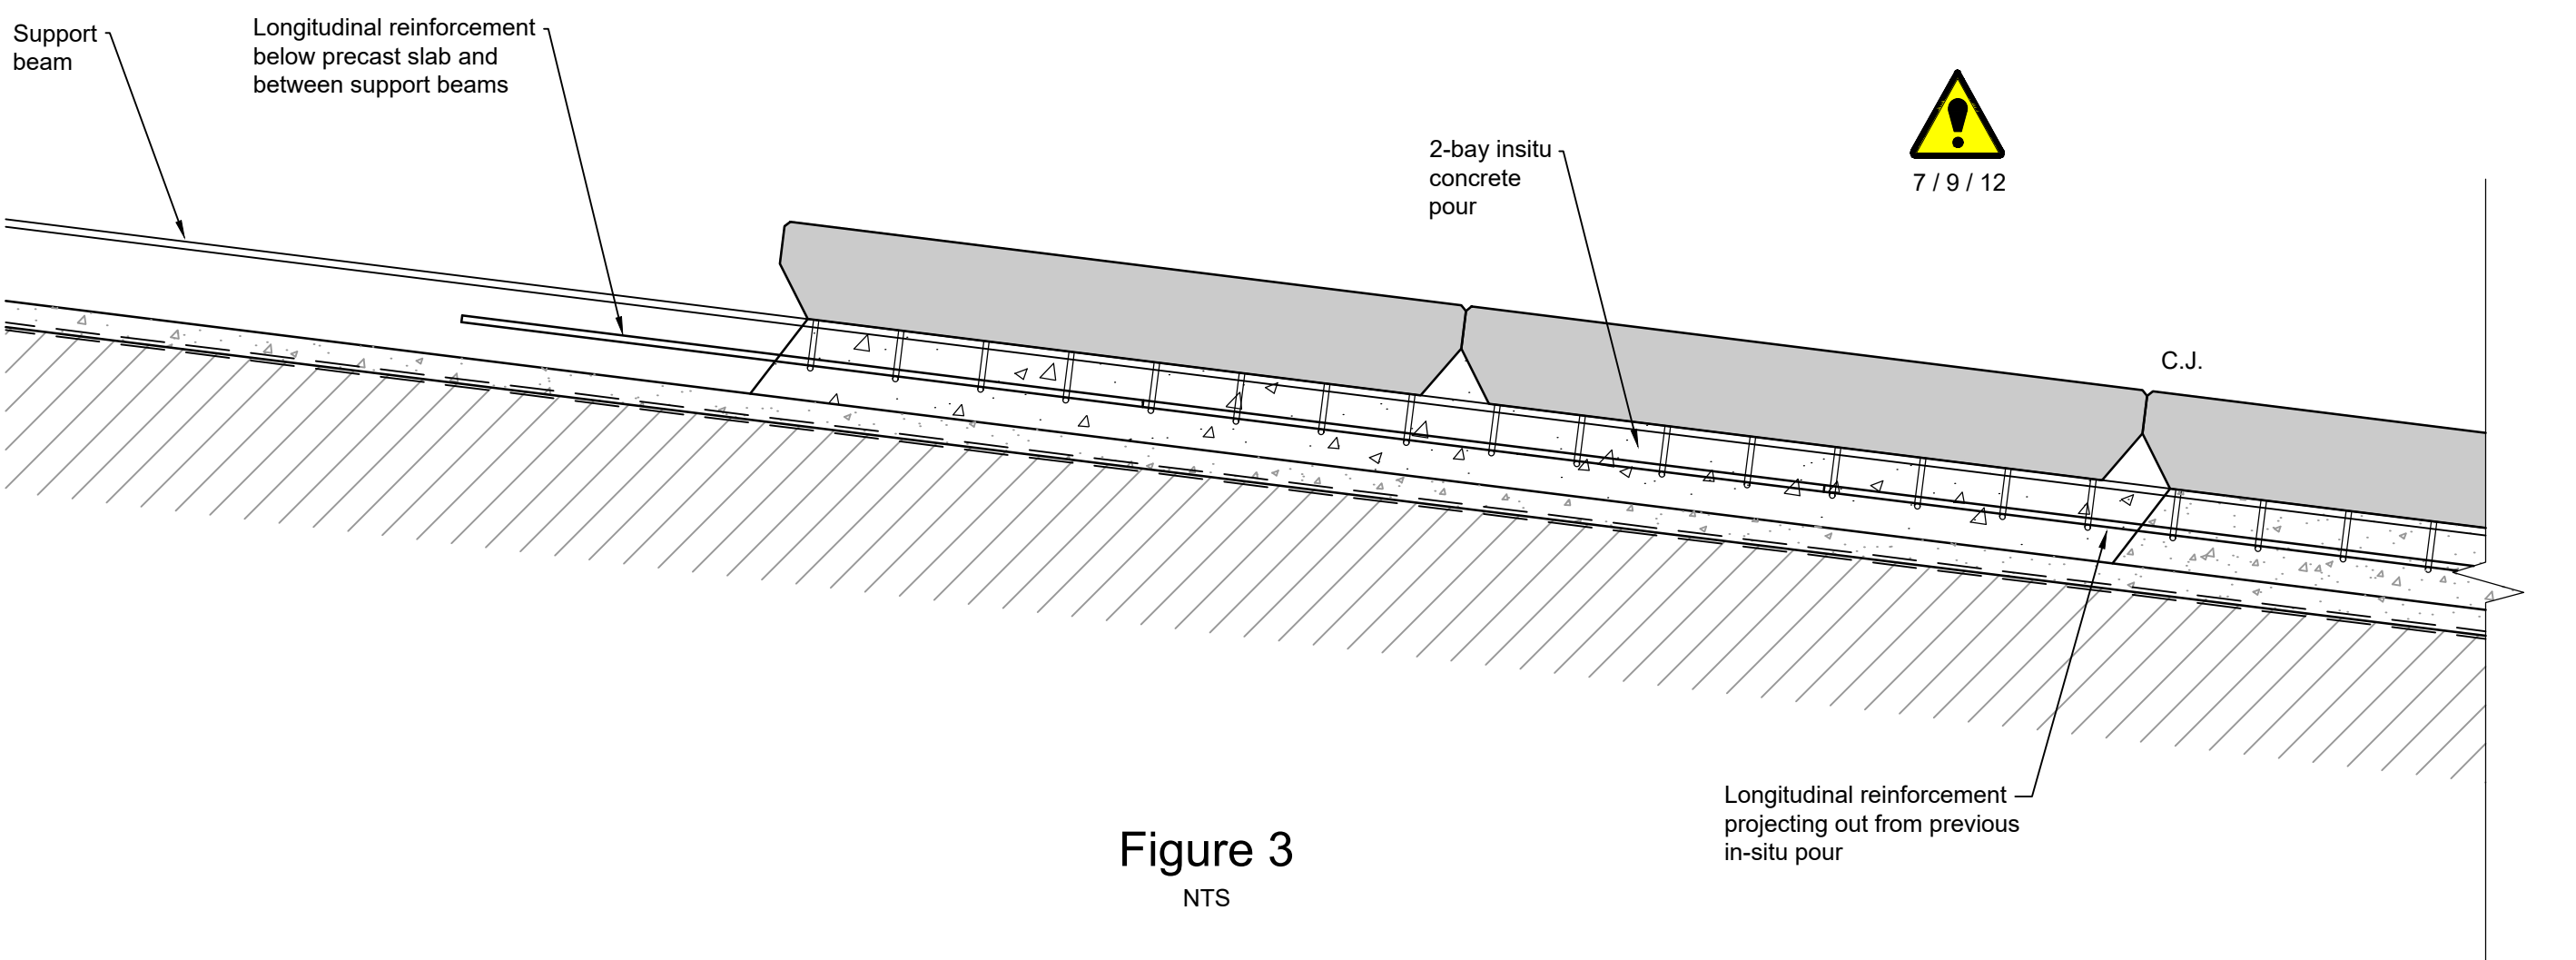 Support
beam
Longitudinal reinforcement
below precast slab and
between support beams
2-bay insitu
concrete
pour
7 / 9 / 12
C.J.
Longitudinal reinforcement
projecting out from previous
in-situ pour
Figure 3
NTS